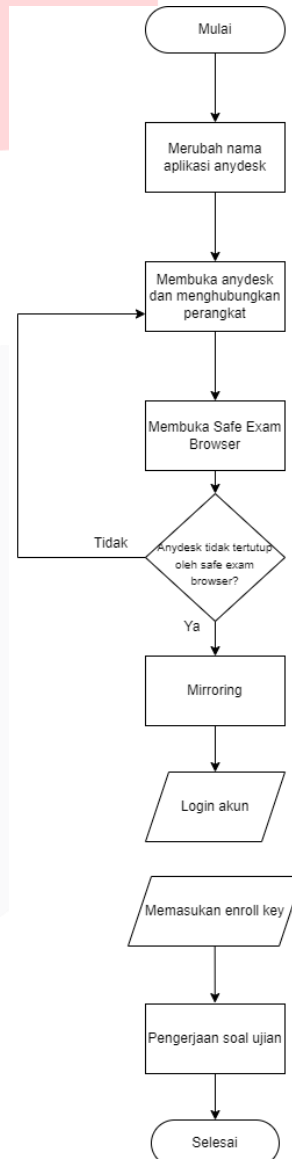 Mulai
Merubah nama
aplikasi anydesk
Membuka anydesk
dan menghubungkan
perangkat
Membuka Safe Exam
Browser
Tidak
Anydesk tidak tertutup
oleh safe exam
browser?
Ya
Mirroring
Login akun
Memasukan enroll key
Pengerjaan soal ujian
Selesai